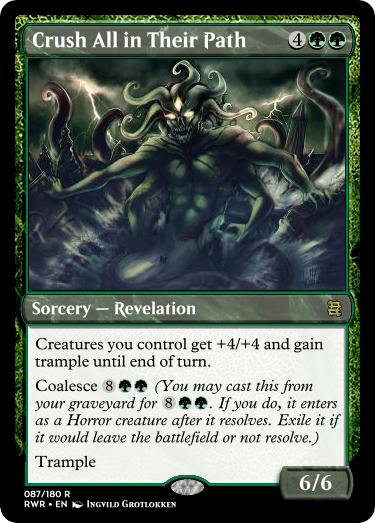 Crush All in Their Path 4
Sorcery — Revelation
Creatures you control get +4/+4 and gain
trample until end of turn.
Coalesce 8 (You may cast this from
your graveyard for 8. If you do, it enters
as a Horror creature after it resolves. Exile it if
it would leave the battlefield or not resolve.)
Trample
6/6
087/180 R
RWR • EN Ingvild Grotlokken